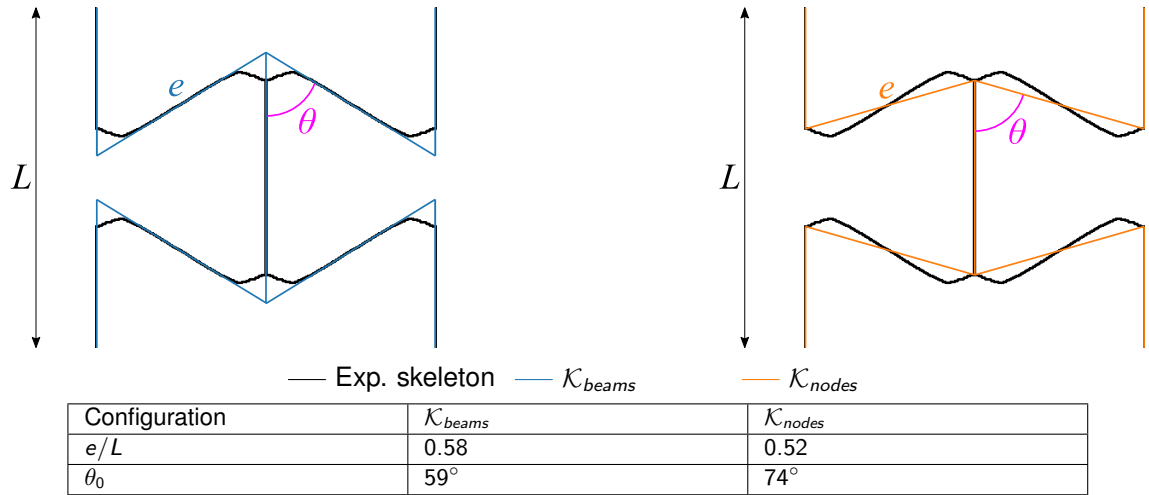 L
e
θ
L
e
θ
Exp. skeleton 𝒦beams 𝒦nodes
Configuration 𝒦beams 𝒦nodes
e/L 0.58 0.52
θ0 59° 74°